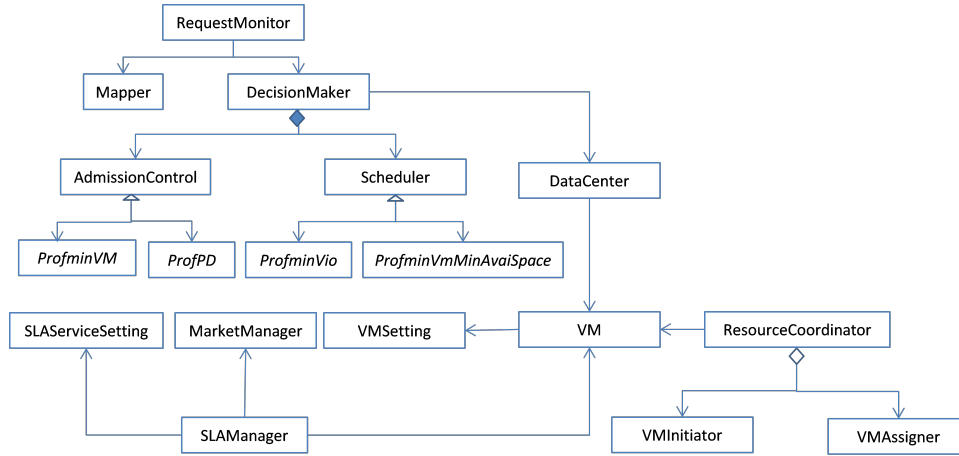 RequestMonitor
Mapper
DecisionMaker
AdmissionControl
Scheduler
DataCenter
ProfminVM
ProfPD
ProfminVio
ProfminVmMinAvaiSpace
SLAServiceSetting
MarketManager
VMSetting
VM
ResourceCoordinator
SLAManager
VMInitiator
VMAssigner